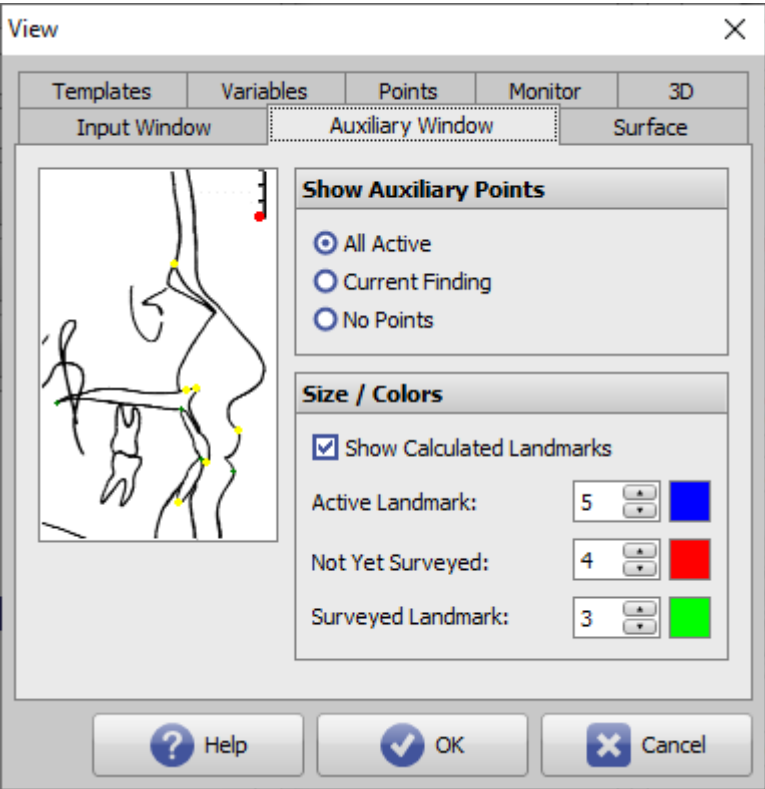 View
Templates Variables Points Monitor 3D
Input Window Auxiliary Window Surface
Show Auxiliary Points
All Active
Current Finding
No Points
Size / Colors
Show Calculated Landmarks
Active Landmark: 5
Not Yet Surveyed: 4
Surveyed Landmark: 3
Help OK Cancel